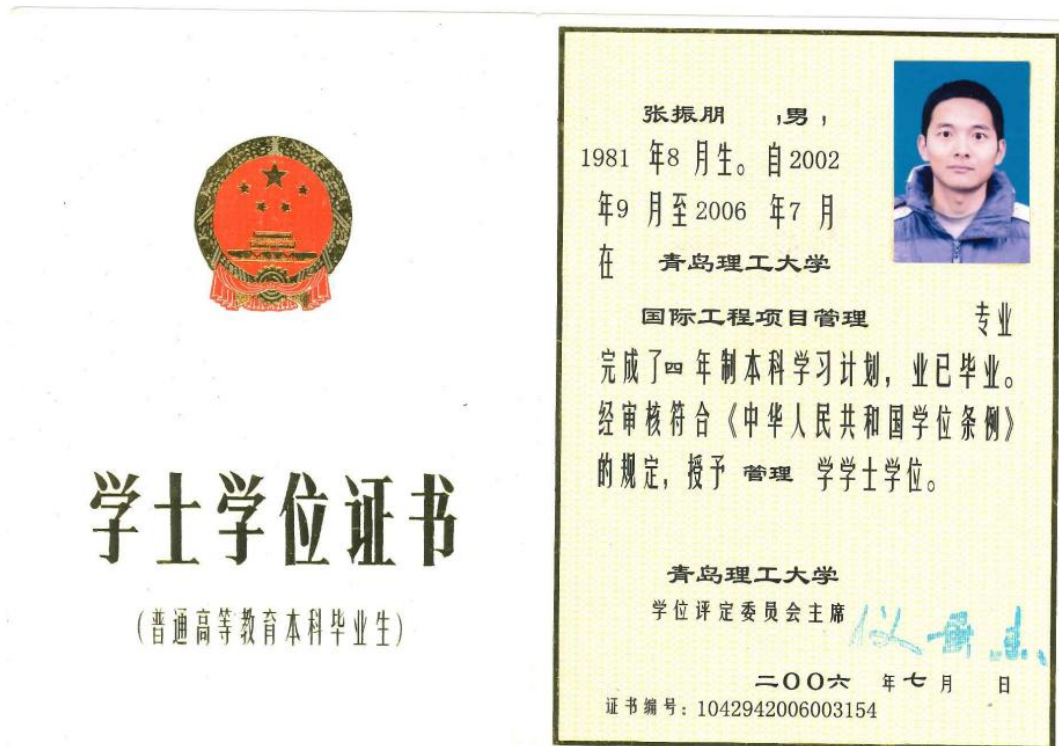 学士学位证书
(普通高等教育本科毕业生)
张振朋 ,男,
1981 年8 月生。自2002
年9 月至2006 年7 月
在 青岛理工大学
国际工程项目管理 专业
完成了四 年制本科学习计划, 业已毕业。
经审核符合《中华人民共和国学位条例》
的规定, 授予 管理 学学士学位。
青岛理工大学
学位评定委员会主席
二〇〇六 年七 月 日
证书编号: 1042942006003154